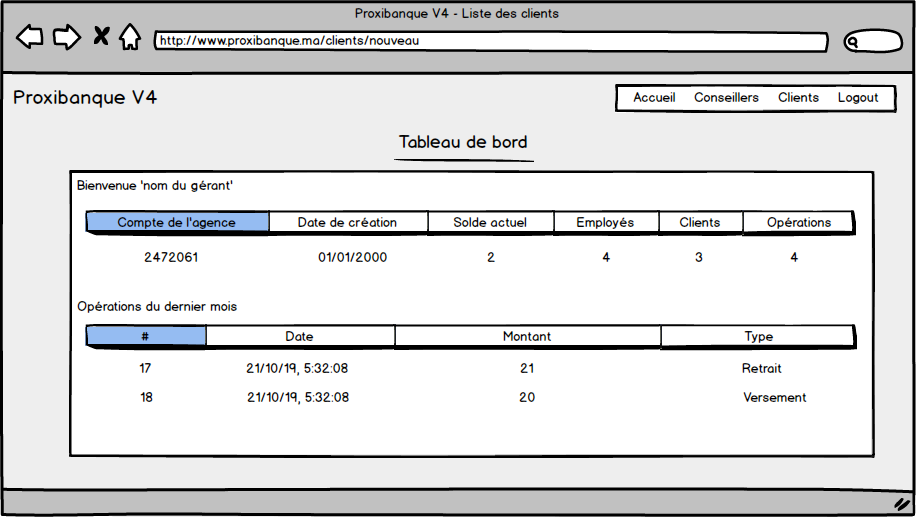 Proxibanque V4 - Liste des clients
http://www.proxibanque.ma/clients/nouveau
Proxibanque V4
Accueil Conseillers Clients Logout
Tableau de bord
Bienvenue 'nom du gérant'
Compte de l'agence Date de création Solde actuel Employés Clients Opérations
2472061 01/01/2000 2 4 3 4
Opérations du dernier mois
# Date Montant Type
17 21/10/19, 5:32:08 21 Retrait
18 21/10/19, 5:32:08 20 Versement